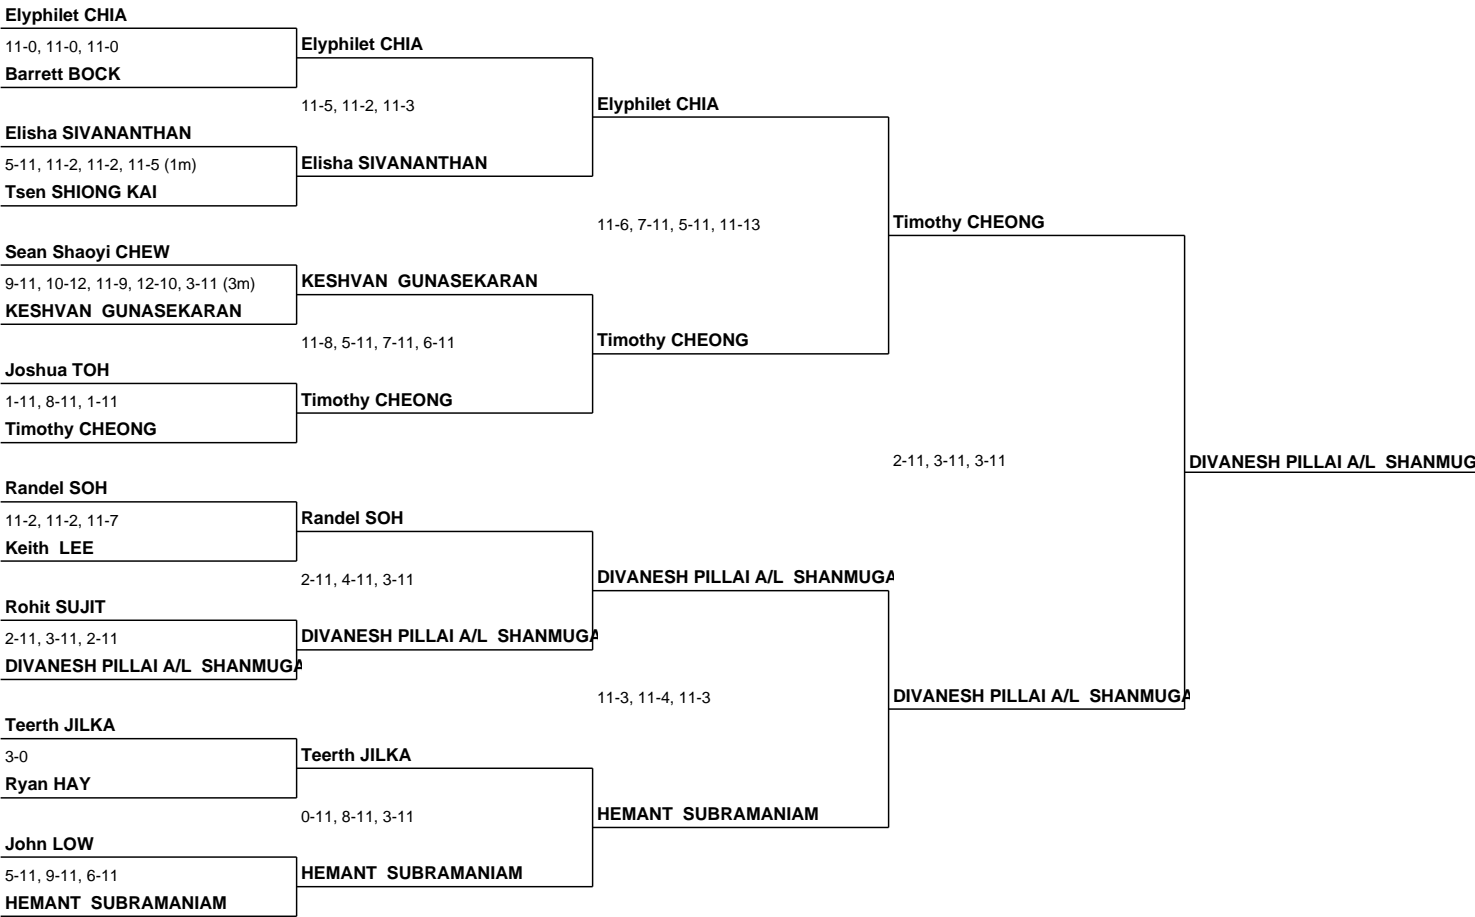 Elyphilet CHIA
11-0, 11-0, 11-0
Barrett BOCK
Elisha SIVANANTHAN
5-11, 11-2, 11-2, 11-5 (1m)
Tsen SHIONG KAI
Sean Shaoyi CHEW
9-11, 10-12, 11-9, 12-10, 3-11 (3m)
KESHVAN GUNASEKARAN
Joshua TOH
1-11, 8-11, 1-11
Timothy CHEONG
Randel SOH
11-2, 11-2, 11-7
Keith LEE
Rohit SUJIT
2-11, 3-11, 2-11
DIVANESH PILLAI A/L SHANMUGA
Teerth JILKA
3-0
Ryan HAY
John LOW
5-11, 9-11, 6-11
HEMANT SUBRAMANIAM
Elyphilet CHIA
11-5, 11-2, 11-3
Elisha SIVANANTHAN
KESHVAN GUNASEKARAN
11-8, 5-11, 7-11, 6-11
Timothy CHEONG
Randel SOH
2-11, 4-11, 3-11
DIVANESH PILLAI A/L SHANMUGA
Teerth JILKA
0-11, 8-11, 3-11
HEMANT SUBRAMANIAM
Elyphilet CHIA
11-6, 7-11, 5-11, 11-13
Timothy CHEONG
DIVANESH PILLAI A/L SHANMUGA
11-3, 11-4, 11-3
HEMANT SUBRAMANIAM
Timothy CHEONG
2-11, 3-11, 3-11
DIVANESH PILLAI A/L SHANMUGA
DIVANESH PILLAI A/L SHANMUG